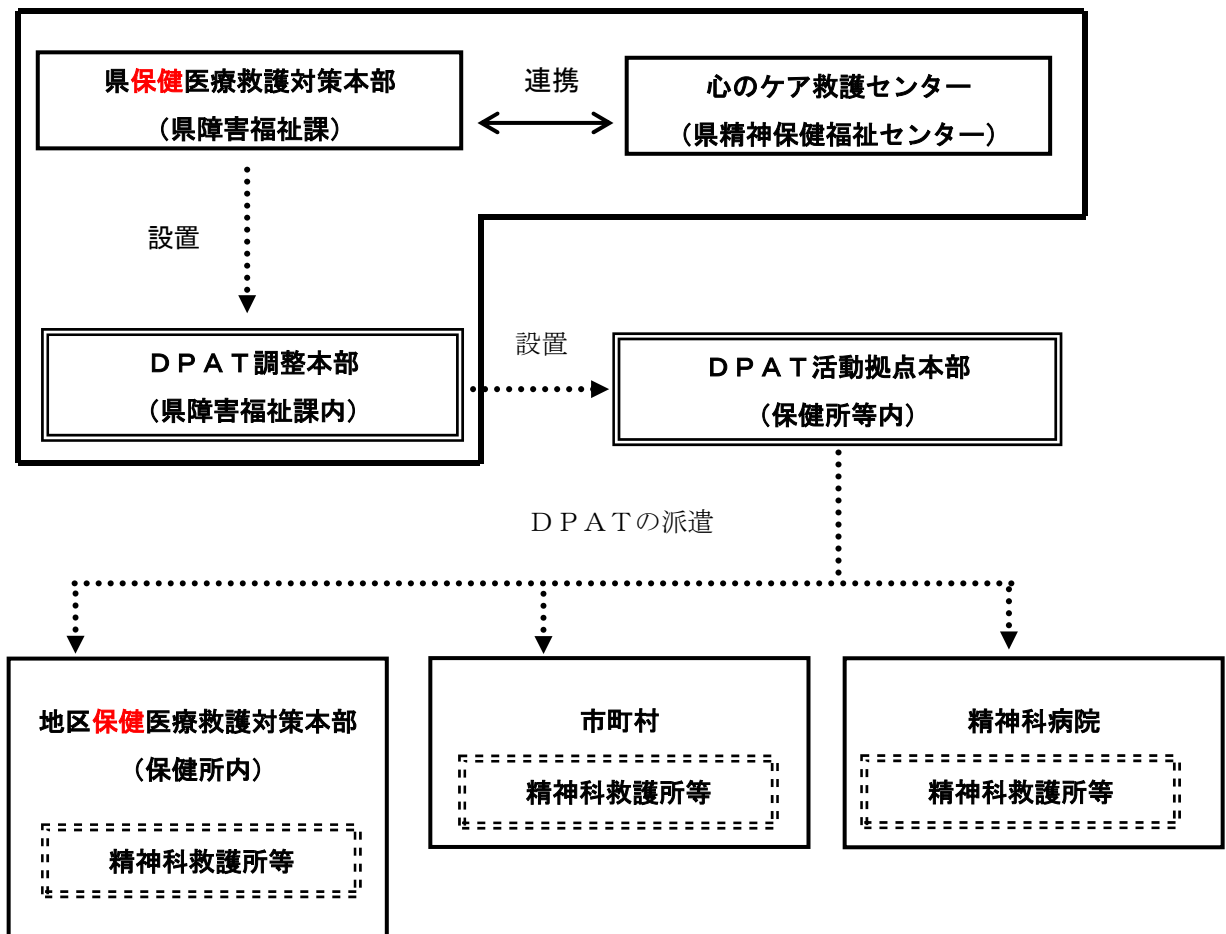 県保健医療救護対策本部
（県障害福祉課）
連携
心のケア救護センター
（県精神保健福祉センター）
設置
ＤＰＡＴ調整本部
（県障害福祉課内）
設置
ＤＰＡＴ活動拠点本部
（保健所等内）
ＤＰＡＴの派遣
地区保健医療救護対策本部
（保健所内）
精神科救護所等
市町村
精神科救護所等
精神科病院
精神科救護所等